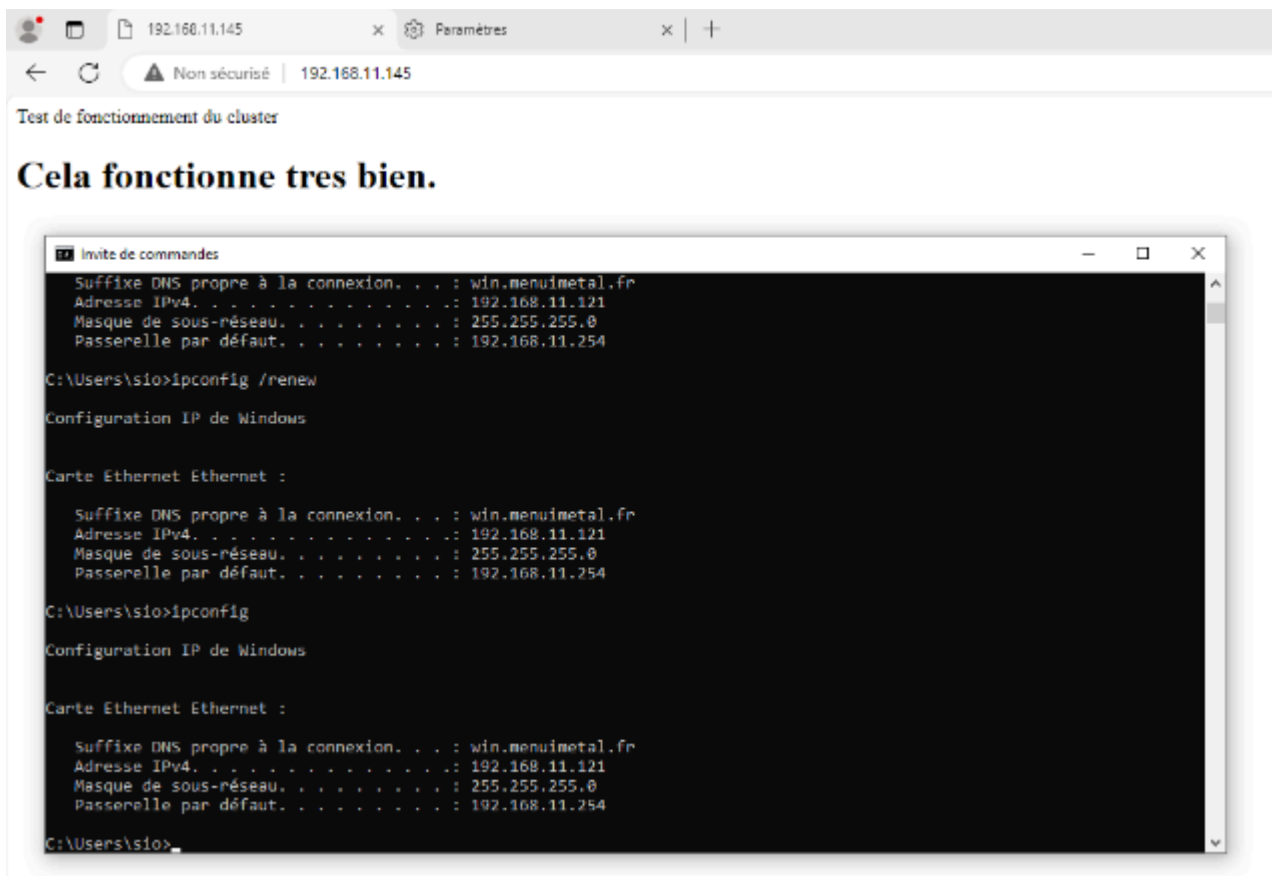 192.168.11.145
Paramètres
Non sécurisé
192.168.11.145
Test de fonctionnement du cluster
Cela fonctionne tres bien.
Invite de commandes
Suffixe DNS propre à la connexion. . . : win.menuimetal.fr
Adresse IPv4. . . . . . . . . . . . . .: 192.168.11.121
Masque de sous-réseau. . . . . . . . . : 255.255.255.0
Passerelle par défaut. . . . . . . . . : 192.168.11.254
C:\Users\sio>ipconfig /renew
Configuration IP de Windows
Carte Ethernet Ethernet :
Suffixe DNS propre à la connexion. . . : win.menuimetal.fr
Adresse IPv4. . . . . . . . . . . . . .: 192.168.11.121
Masque de sous-réseau. . . . . . . . . : 255.255.255.0
Passerelle par défaut. . . . . . . . . : 192.168.11.254
C:\Users\sio>ipconfig
Configuration IP de Windows
Carte Ethernet Ethernet :
Suffixe DNS propre à la connexion. . . : win.menuimetal.fr
Adresse IPv4. . . . . . . . . . . . . .: 192.168.11.121
Masque de sous-réseau. . . . . . . . . : 255.255.255.0
Passerelle par défaut. . . . . . . . . : 192.168.11.254
C:\Users\sio>_